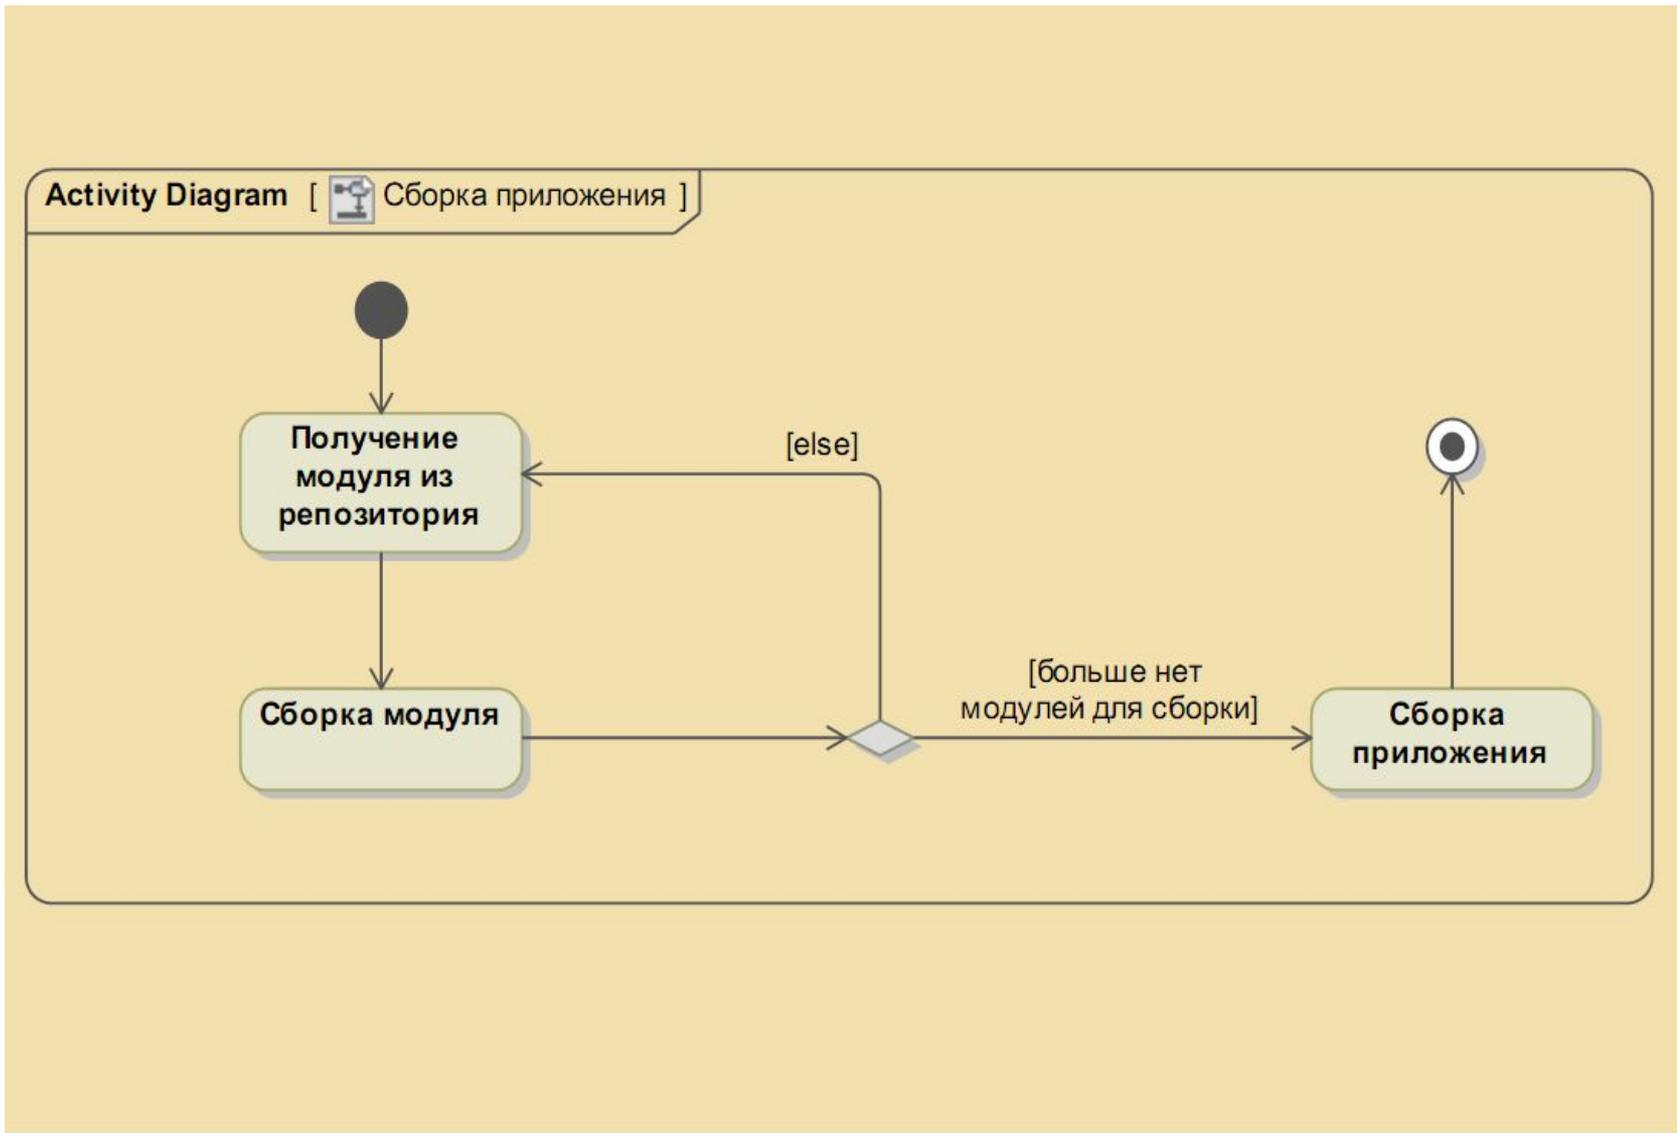 Activity Diagram [ Сборка приложения ]
Получение
модуля из
репозитория
[else]
Сборка модуля
[больше нет
модулей для сборки]
Сборка
приложения